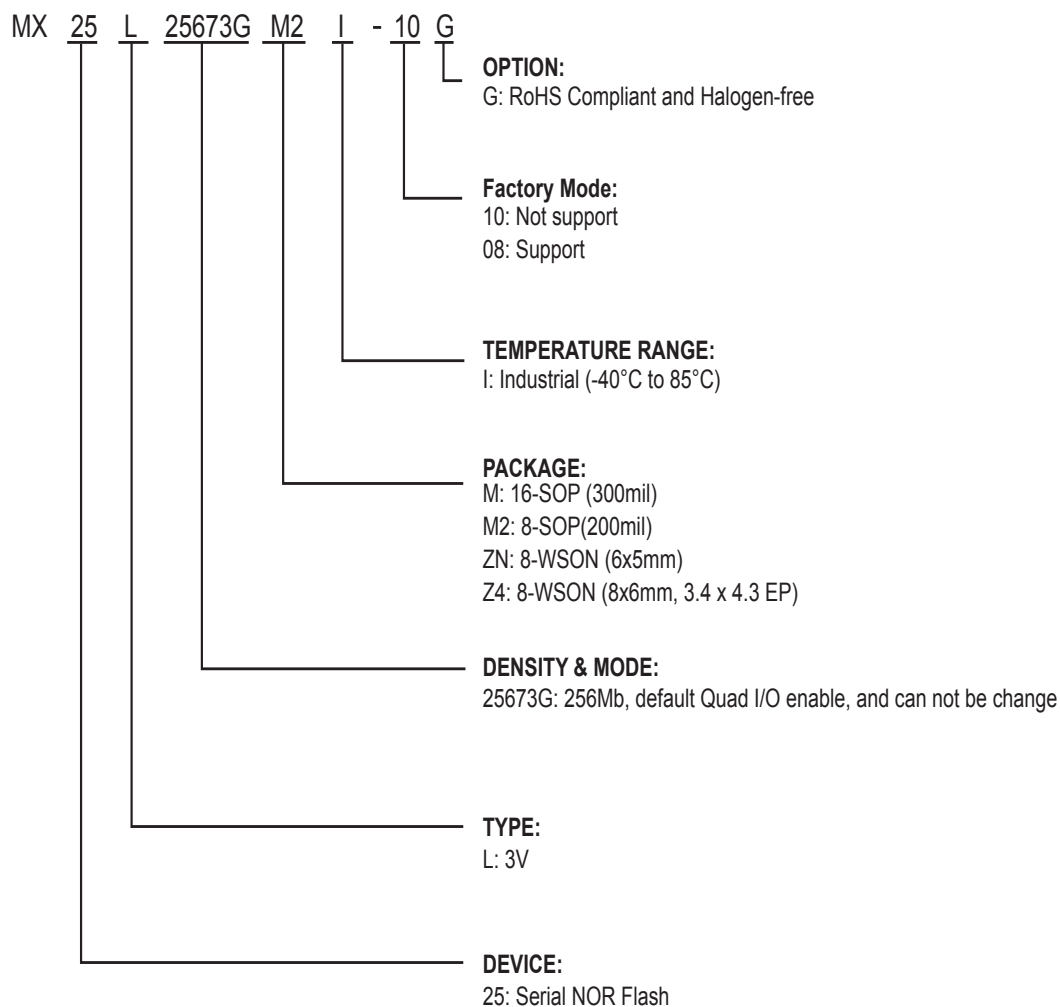 MX 25 L 25673G M2 I - 10 G
OPTION:
G: RoHS Compliant and Halogen-free
Factory Mode:
10: Not support
08: Support
TEMPERATURE RANGE:
I: Industrial (-40°C to 85°C)
PACKAGE:
M: 16-SOP (300mil)
M2: 8-SOP(200mil)
ZN: 8-WSON (6x5mm)
Z4: 8-WSON (8x6mm, 3.4 x 4.3 EP)
DENSITY & MODE:
25673G: 256Mb, default Quad I/O enable, and can not be change
TYPE:
L: 3V
DEVICE:
25: Serial NOR Flash